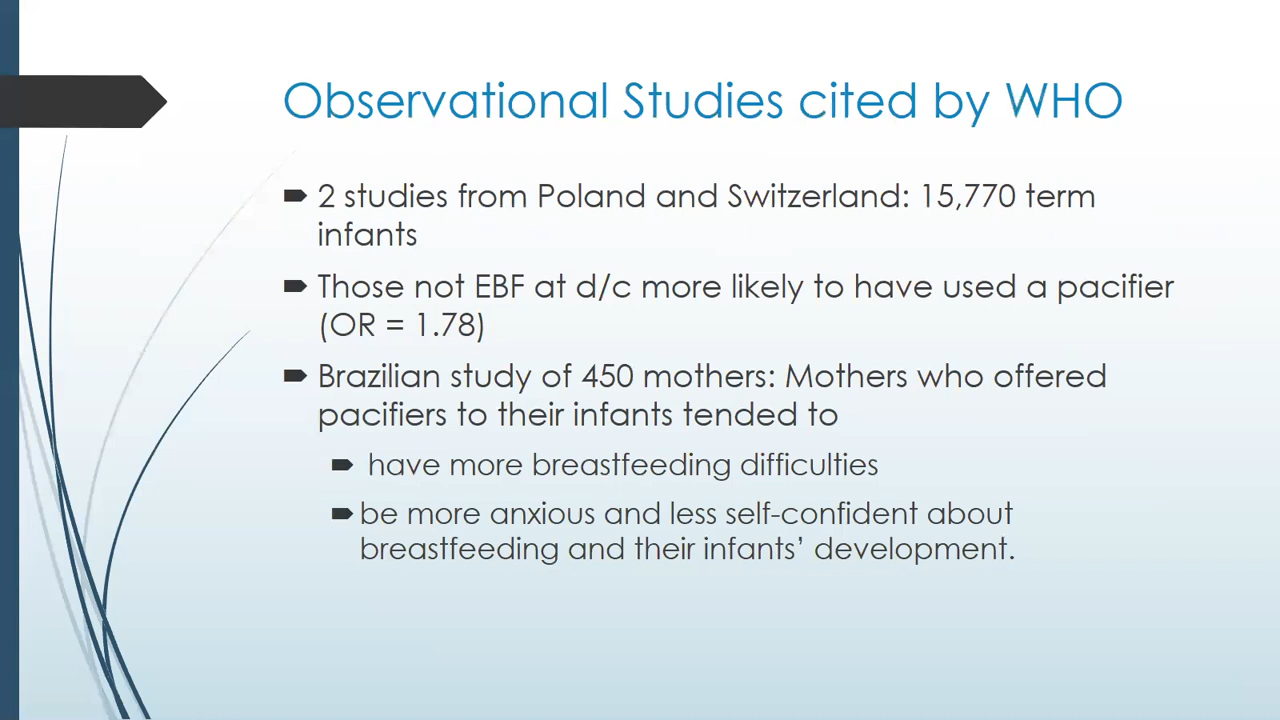 Observational Studies cited by WHO
2 studies from Poland and Switzerland: 15,770 term
infants
Those not EBF at d/c more likely to have used a pacifier
(OR = 1.78)
Brazilian study of 450 mothers: Mothers who offered
pacifiers to their infants tended to
have more breastfeeding difficulties
be more anxious and less self-confident about
breastfeeding and their infants’ development.